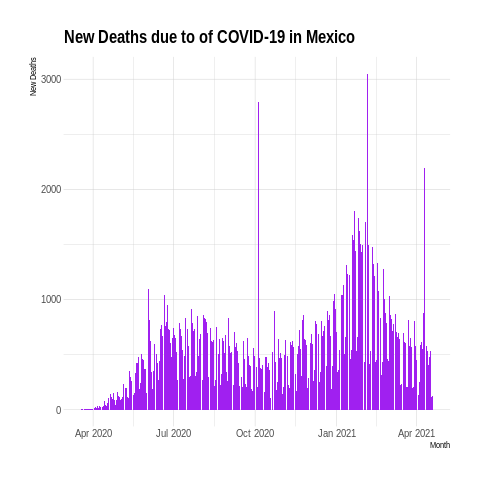 New Deaths due to of COVID-19 in Mexico
New Deaths
3000
2000
1000
0
Apr 2020 Jul 2020 Oct 2020 Jan 2021 Apr 2021
Month